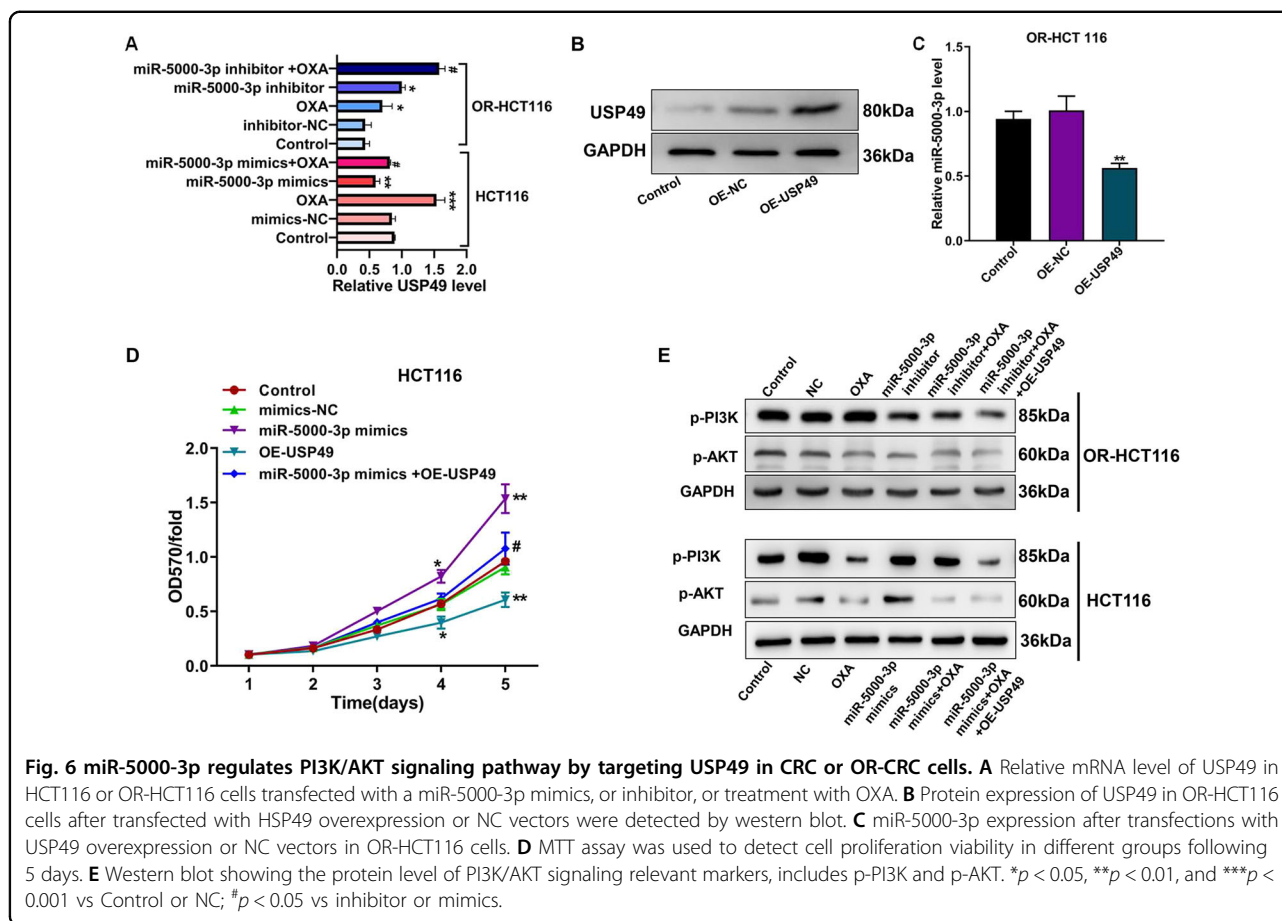 A
miR-5000-3p inhibitor +OXA
miR-5000-3p inhibitor
OXA
inhibitor-NC
Control
miR-5000-3p mimics+OXA
miR-5000-3p mimics
OXA
mimics-NC
Control
#
*
*
#
**
***
OR-HCT116
HCT116
0.0 0.5 1.0 1.5 2.0
Relative USP49 level
B
USP49 80kDa
GAPDH 36kDa
Control OE-NC OE-USP49
C
OR-HCT 116
Relative miR-5000-3p level
1.5
1.0
0.5
0.0
**
Control OE-NC OE-USP49
D
HCT116
Control
mimics-NC
miR-5000-3p mimics
OE-USP49
miR-5000-3p mimics +OE-USP49
OD570/fold
2.0
1.5
1.0
0.5
0.0
**
*
#
**
*
1 2 3 4 5
Time(days)
E
Control
NC
OXA
miR-5000-3p
inhibitor
miR-5000-3p
inhibitor+OXA
miR-5000-3p
inhibitor+OXA
+OE-USP49
p-PI3K 85kDa
p-AKT 60kDa
GAPDH 36kDa
OR-HCT116
p-PI3K 85kDa
p-AKT 60kDa
GAPDH 36kDa
HCT116
Control
NC
OXA
miR-5000-3p
mimics
miR-5000-3p
mimics+OXA
miR-5000-3p
mimics+OXA
+OE-USP49
Fig. 6 miR-5000-3p regulates PI3K/AKT signaling pathway by targeting USP49 in CRC or OR-CRC cells. A Relative mRNA level of USP49 in
HCT116 or OR-HCT116 cells transfected with a miR-5000-3p mimics, or inhibitor, or treatment with OXA. B Protein expression of USP49 in OR-HCT116
cells after transfected with HSP49 overexpression or NC vectors were detected by western blot. C miR-5000-3p expression after transfections with
USP49 overexpression or NC vectors in OR-HCT116 cells. D MTT assay was used to detect cell proliferation viability in different groups following
5 days. E Western blot showing the protein level of PI3K/AKT signaling relevant markers, includes p-PI3K and p-AKT. *p < 0.05, **p < 0.01, and ***p <
0.001 vs Control or NC; #p < 0.05 vs inhibitor or mimics.